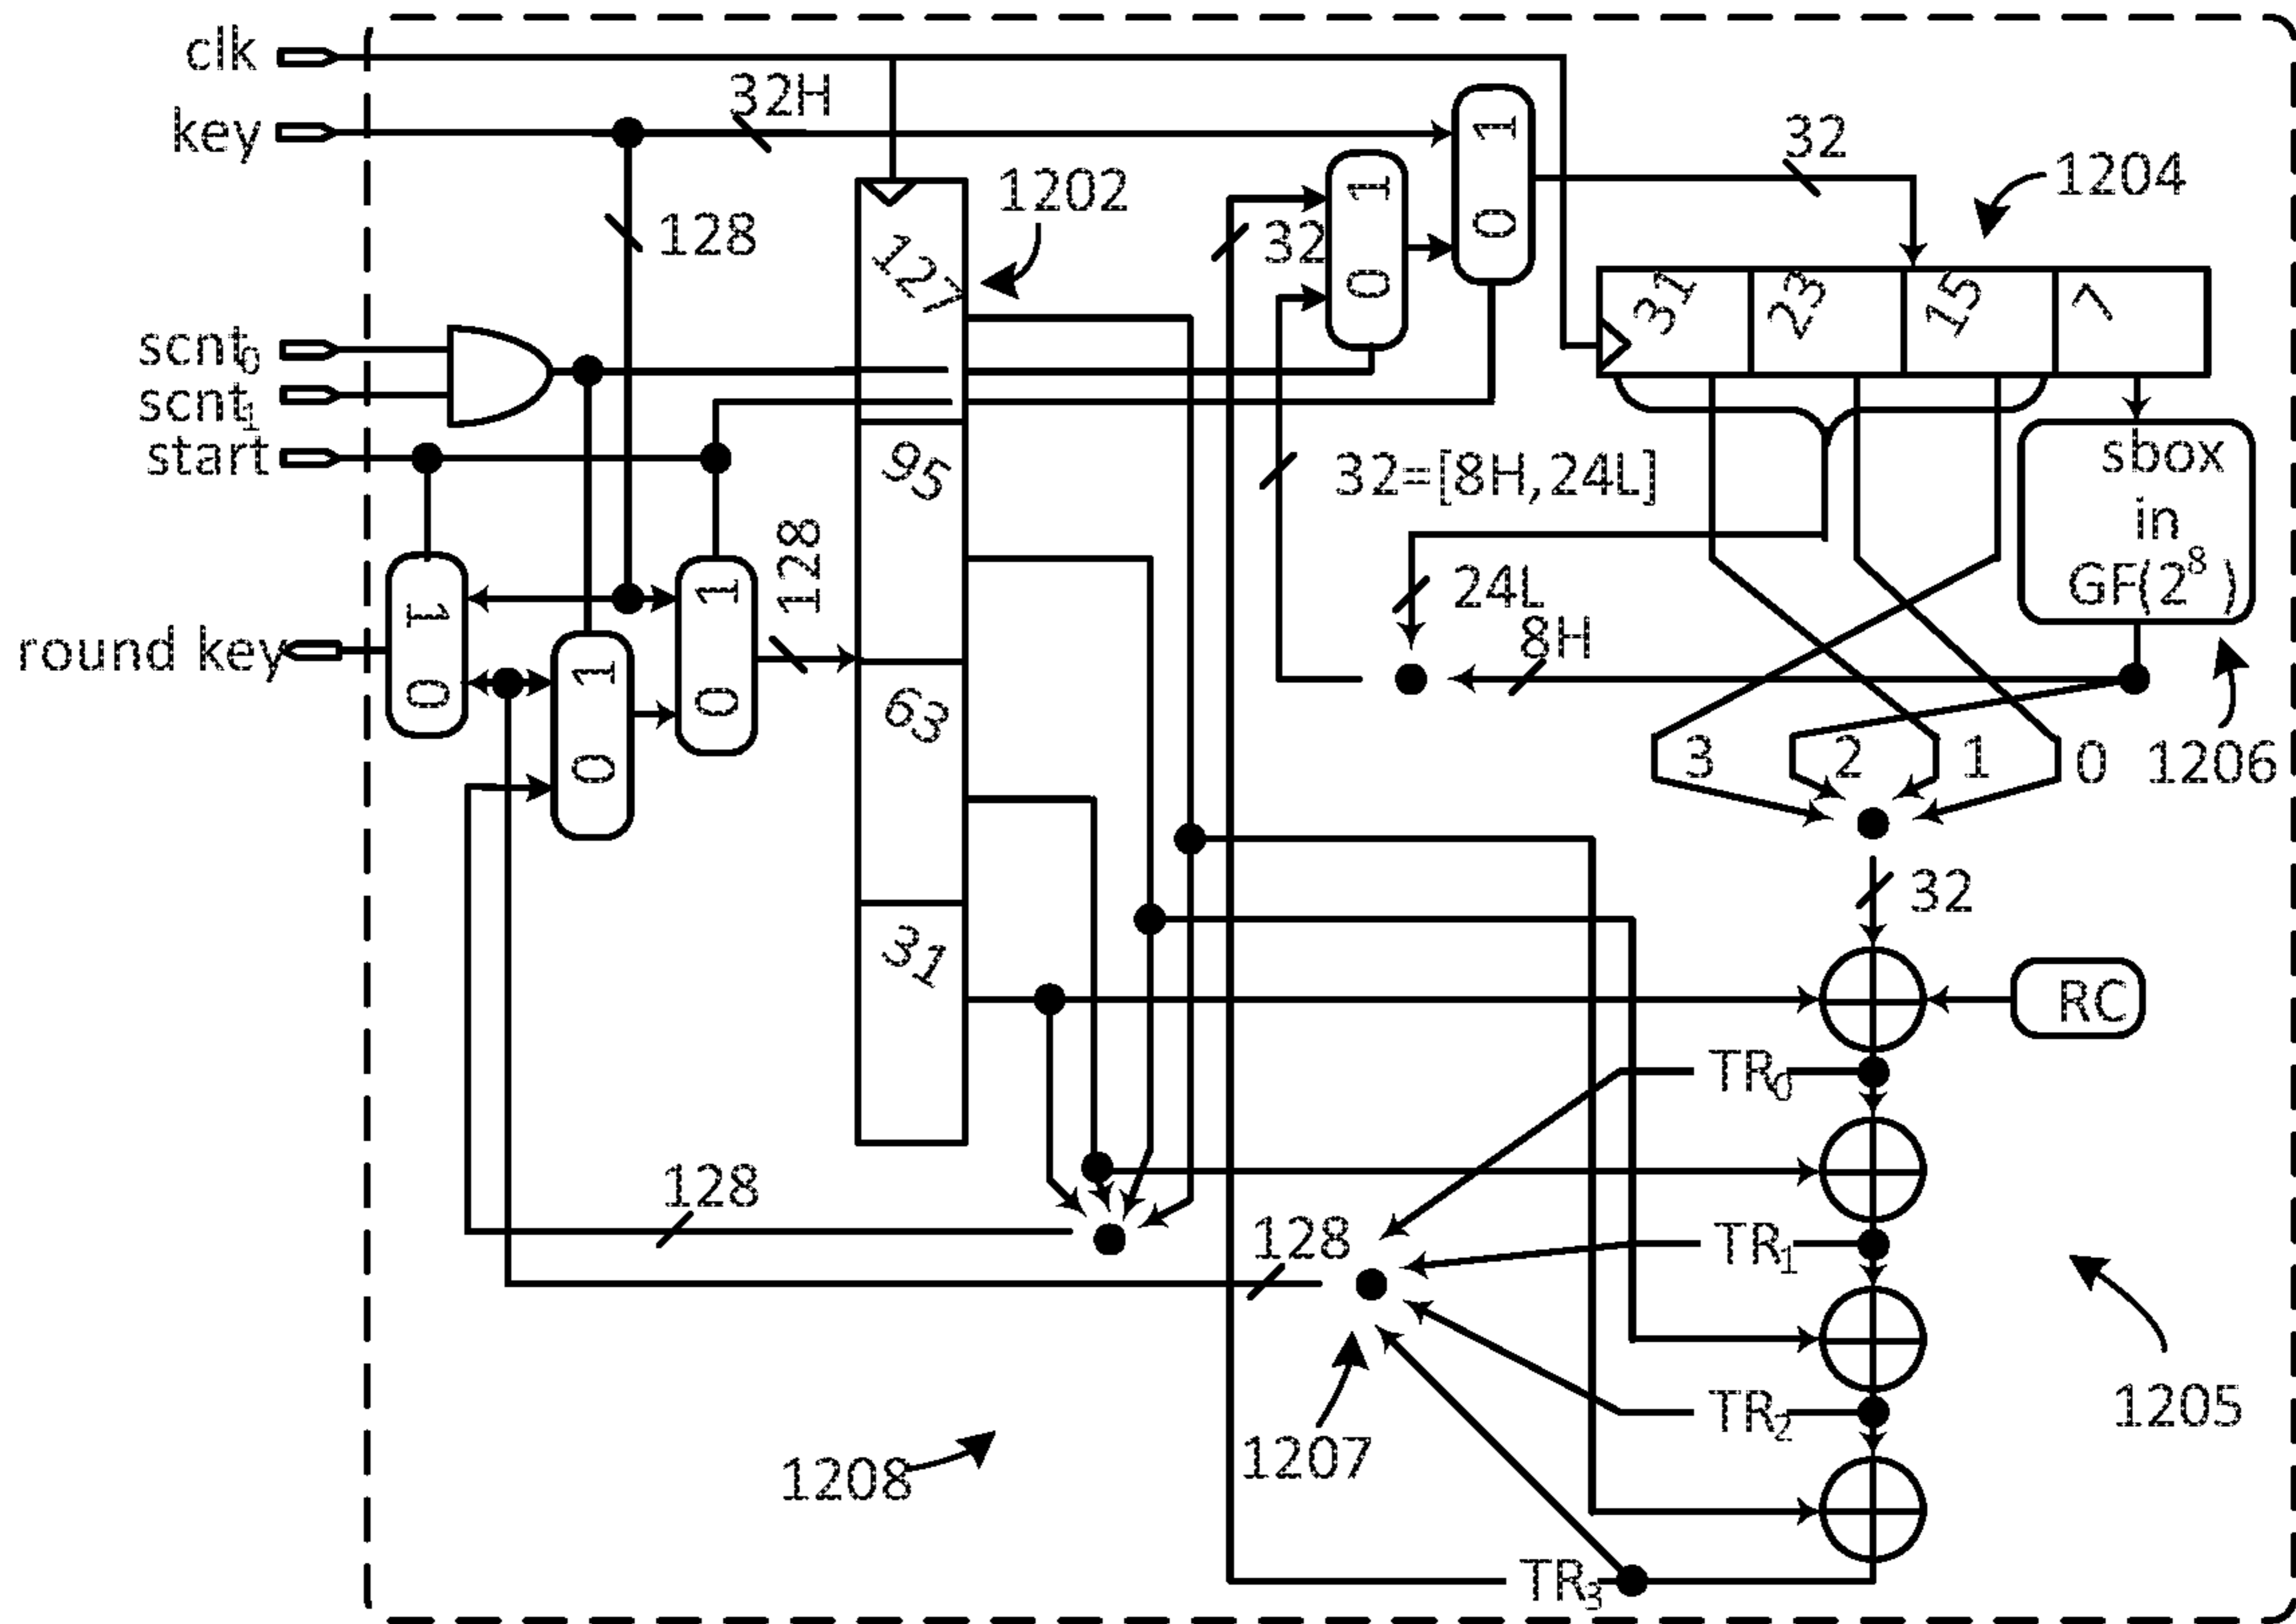 clk
32H
key
32
1204
1202
128
32
127
31
23
15
7
scnt0
scnt1
start
95
32=[8H,24L]
sbox
in
GF(2^8)
128
24L
8H
round key
1
0
1
0
1
0
1
0
1
0
63
3
2
1
0
1206
32
31
RC
TR0
128
128
TR1
1205
TR2
1207
1208
TR3